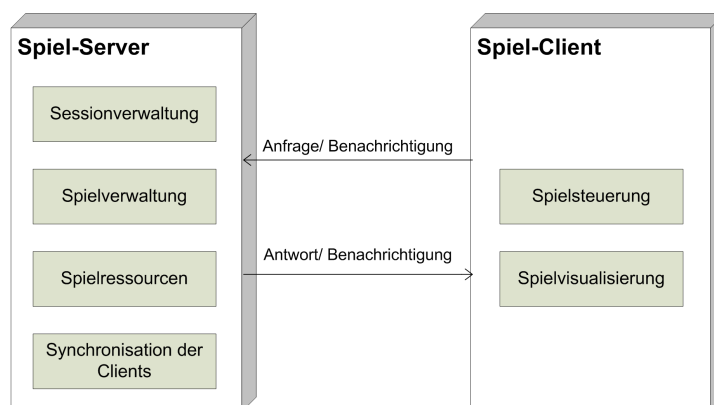 Spiel-Server
Sessionverwaltung
Spielverwaltung
Spielressourcen
Synchronisation der
Clients
Anfrage/ Benachrichtigung
Antwort/ Benachrichtigung
Spiel-Client
Spielsteuerung
Spielvisualisierung